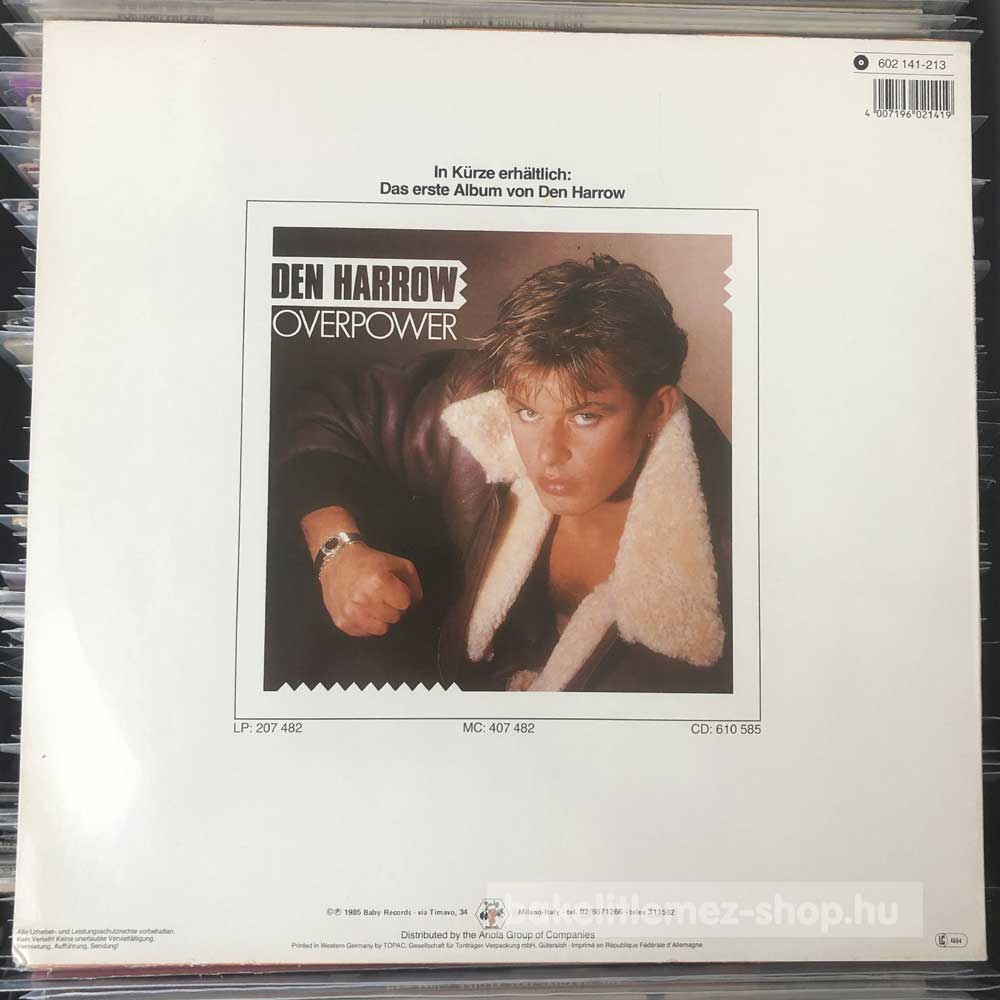 602 141-213
4 007196 021419
In Kürze erhältlich:
Das erste Album von Den Harrow
DEN HARROW
OVERPOWER
LP: 207 482 MC: 407 482 CD: 610 585
©℗ 1985 Baby Records - via Timavo, 34 Baby Milano-Italy - tel. 02/6071266 - telex 313502
bakelitlemez-shop.hu
Distributed by the Ariola Group of Companies
Printed in Western Germany by TOPAC, Gesellschaft für Tonträger-Verpackung mbH, Gütersloh · Imprimé en République Fédérale d'Allemagne
Alle Urheber- und Leistungsschutzrechte vorbehalten.
Kein Verleih! Keine unerlaubte Vervielfältigung,
Vermietung, Aufführung, Sendung!
LC 4554